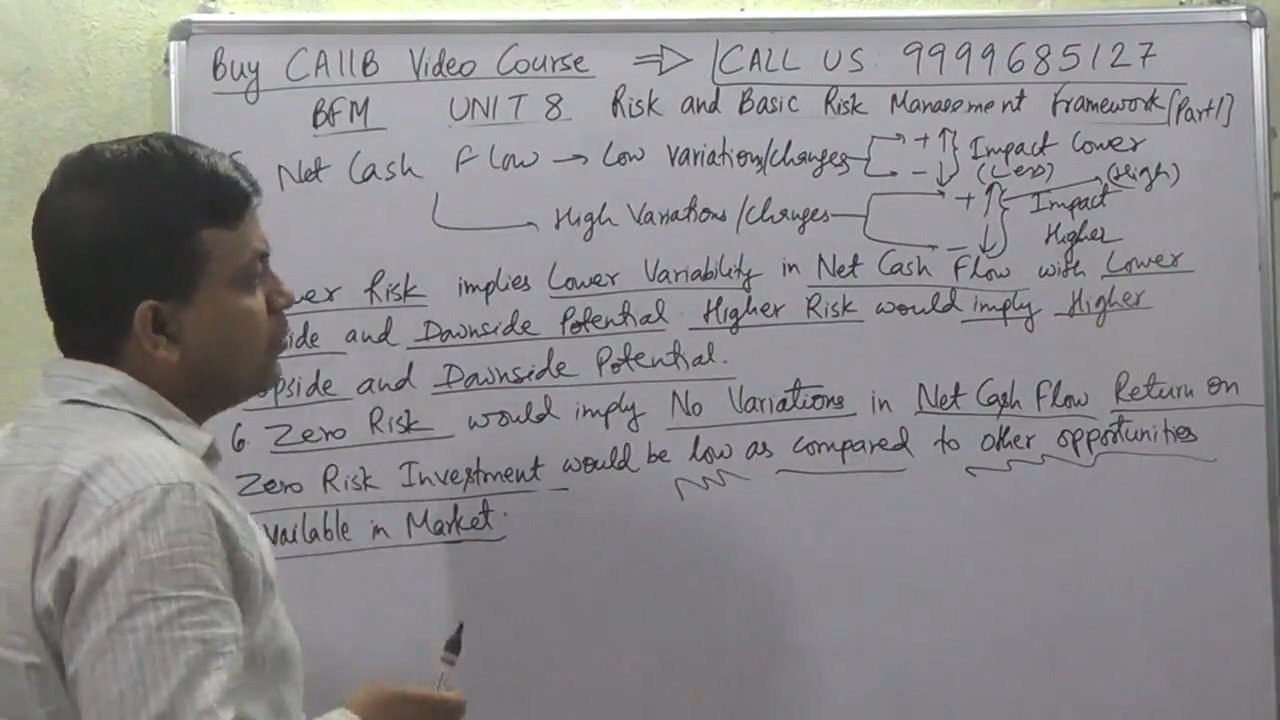 Buy CAIIB Video Course ⇒ CALL US 9999685127
BFM UNIT 8 Risk and Basic Risk Management Framework [Part 1]
Net Cash Flow → Low Variations/changes + ↑ - ↓ Impact Lower
(Less) (High)
High Variations/Changes + ↑ - ↓ Impact
Higher
Risk implies Lower Variability in Net Cash Flow with Lower
and Downside Potential Higher Risk would imply Higher
upside and Downside Potential.
6. Zero Risk would imply No Variations in Net Cash Flow Return on
Zero Risk Investment would be low as compared to other opportunities
available in Market.